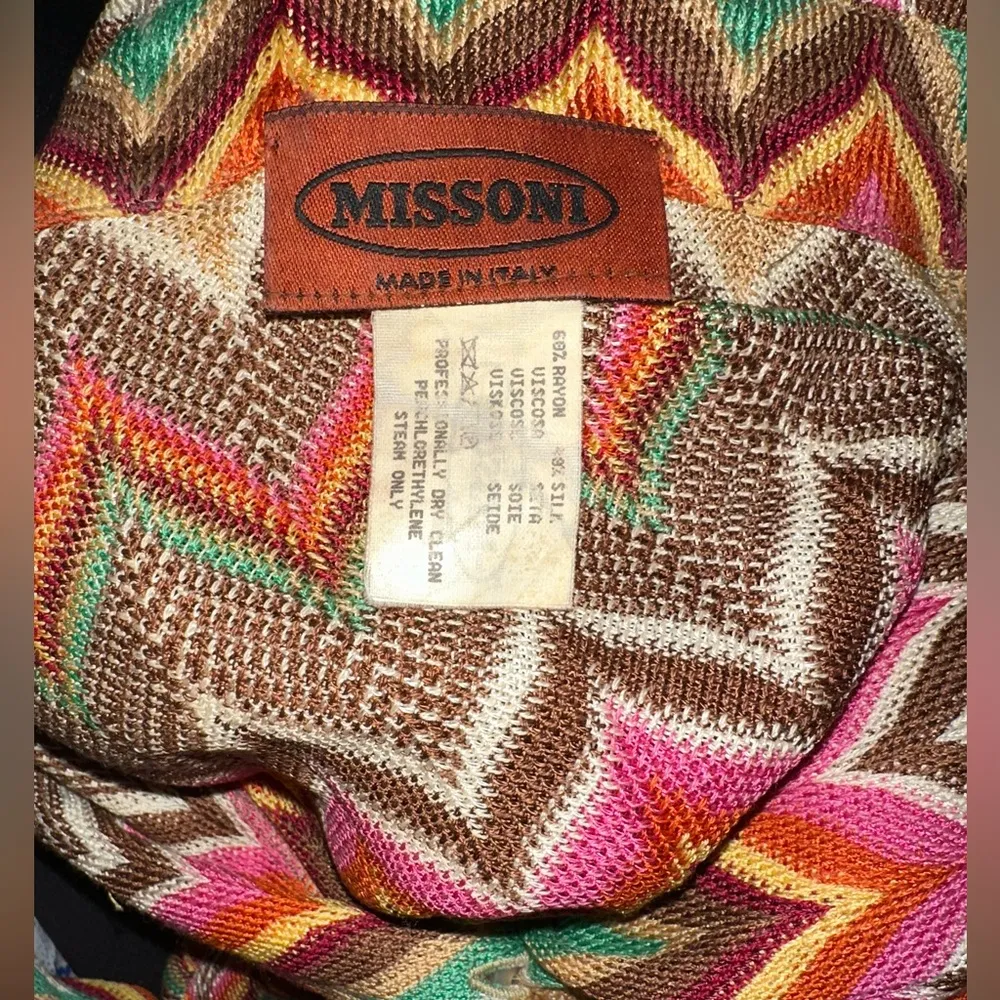 MISSONI
MADE IN ITALY
60% RAYON 40% SILK
VISCOSA SETA
VISCOSE SOIE
VISKOSE SEIDE
PROFESSIONALLY DRY CLEAN
PERCHLORETHYLENE
STEAM ONLY